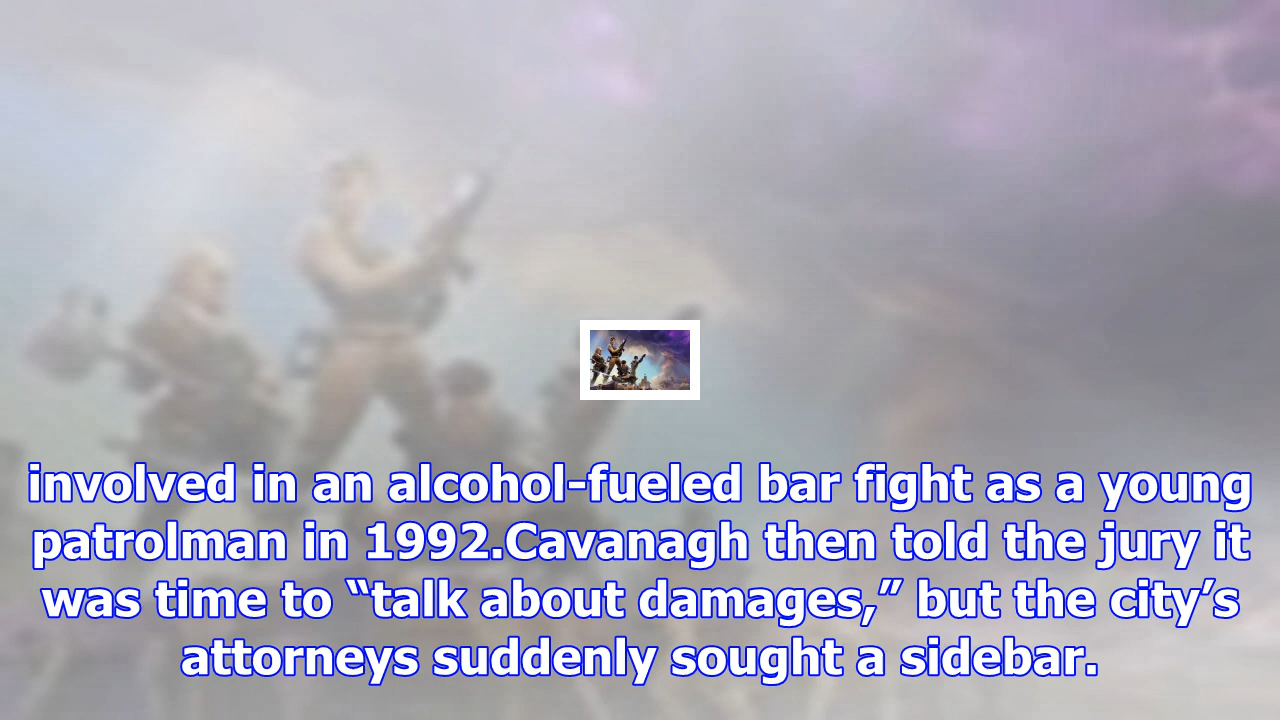 involved in an alcohol-fueled bar fight as a young
patrolman in 1992.Cavanagh then told the jury it
was time to “talk about damages,” but the city’s
attorneys suddenly sought a sidebar.